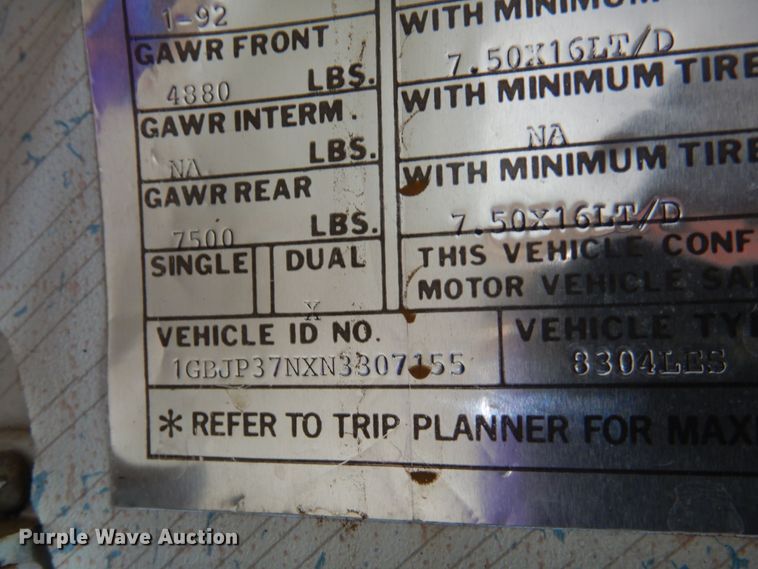 1-92
WITH MINIMUM
GAWR FRONT
4880 LBS.
7.50X16LT/D
GAWR INTERM.
NA LBS.
WITH MINIMUM TIRE
NA
GAWR REAR
7500 LBS.
WITH MINIMUM TIRE
7.50X16LT/D
SINGLE DUAL
X
THIS VEHICLE CONF
MOTOR VEHICLE SA
VEHICLE ID NO. VEHICLE TY
1GBJP37NXN3307155 8304LES
* REFER TO TRIP PLANNER FOR MAX
Purple Wave Auction